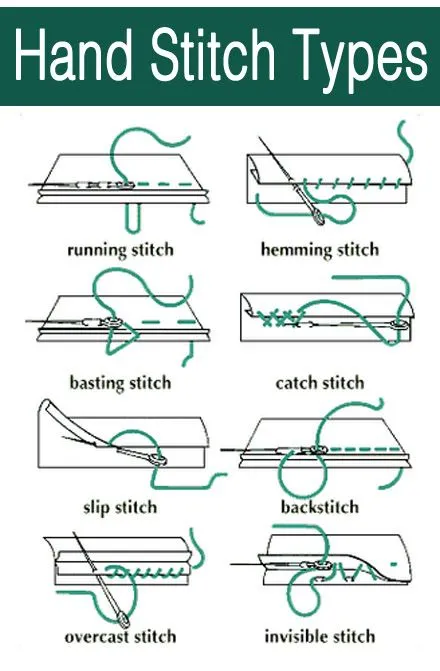 Hand Stitch Types
running stitch
hemming stitch
basting stitch
catch stitch
slip stitch
backstitch
overcast stitch
invisible stitch